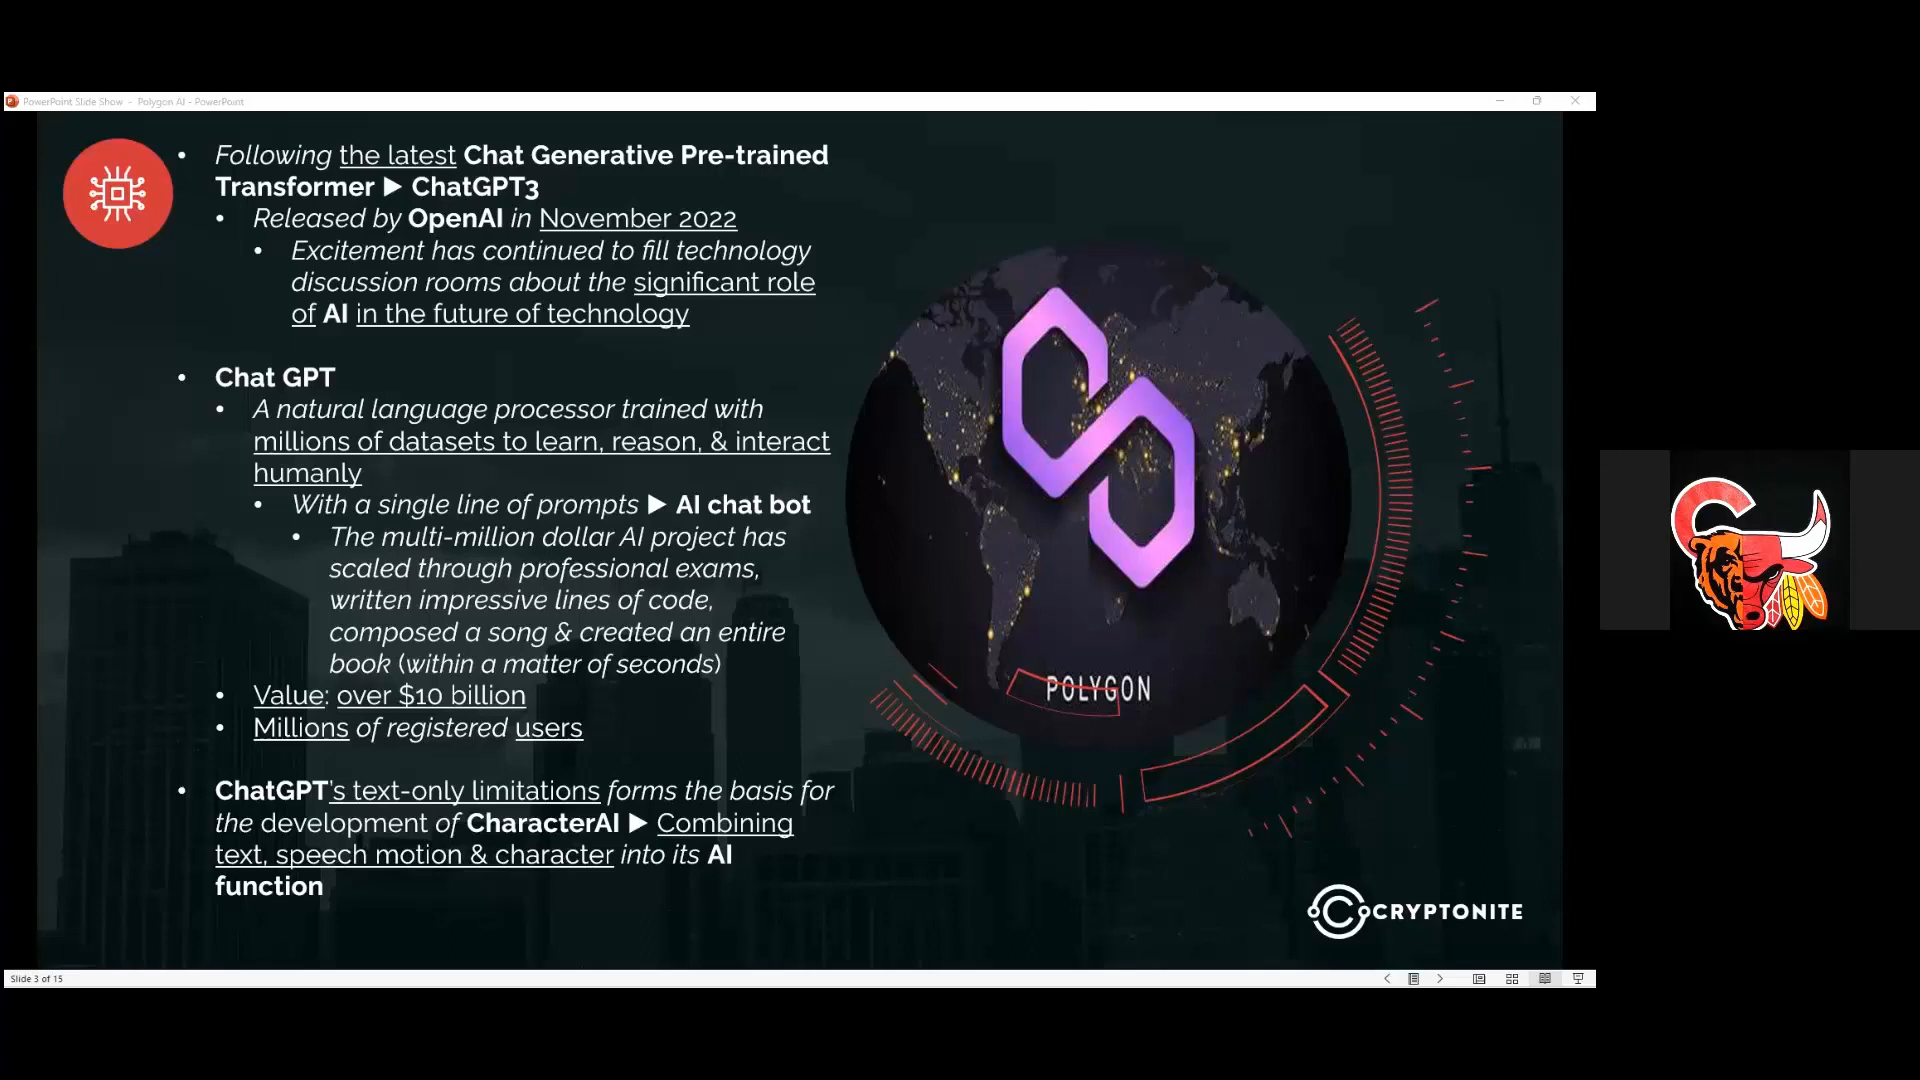 PowerPoint Slide Show - Polygon AI - PowerPoint
• Following the latest Chat Generative Pre-trained
Transformer ► ChatGPT3
• Released by OpenAI in November 2022
• Excitement has continued to fill technology
discussion rooms about the significant role
of AI in the future of technology
• Chat GPT
• A natural language processor trained with
millions of datasets to learn, reason, & interact
humanly
• With a single line of prompts ► AI chat bot
• The multi-million dollar AI project has
scaled through professional exams,
written impressive lines of code,
composed a song & created an entire
book (within a matter of seconds)
• Value: over $10 billion
• Millions of registered users
• ChatGPT's text-only limitations forms the basis for
the development of CharacterAI ► Combining
text, speech motion & character into its AI
function
POLYGON
CRYPTONITE
Slide 3 of 15